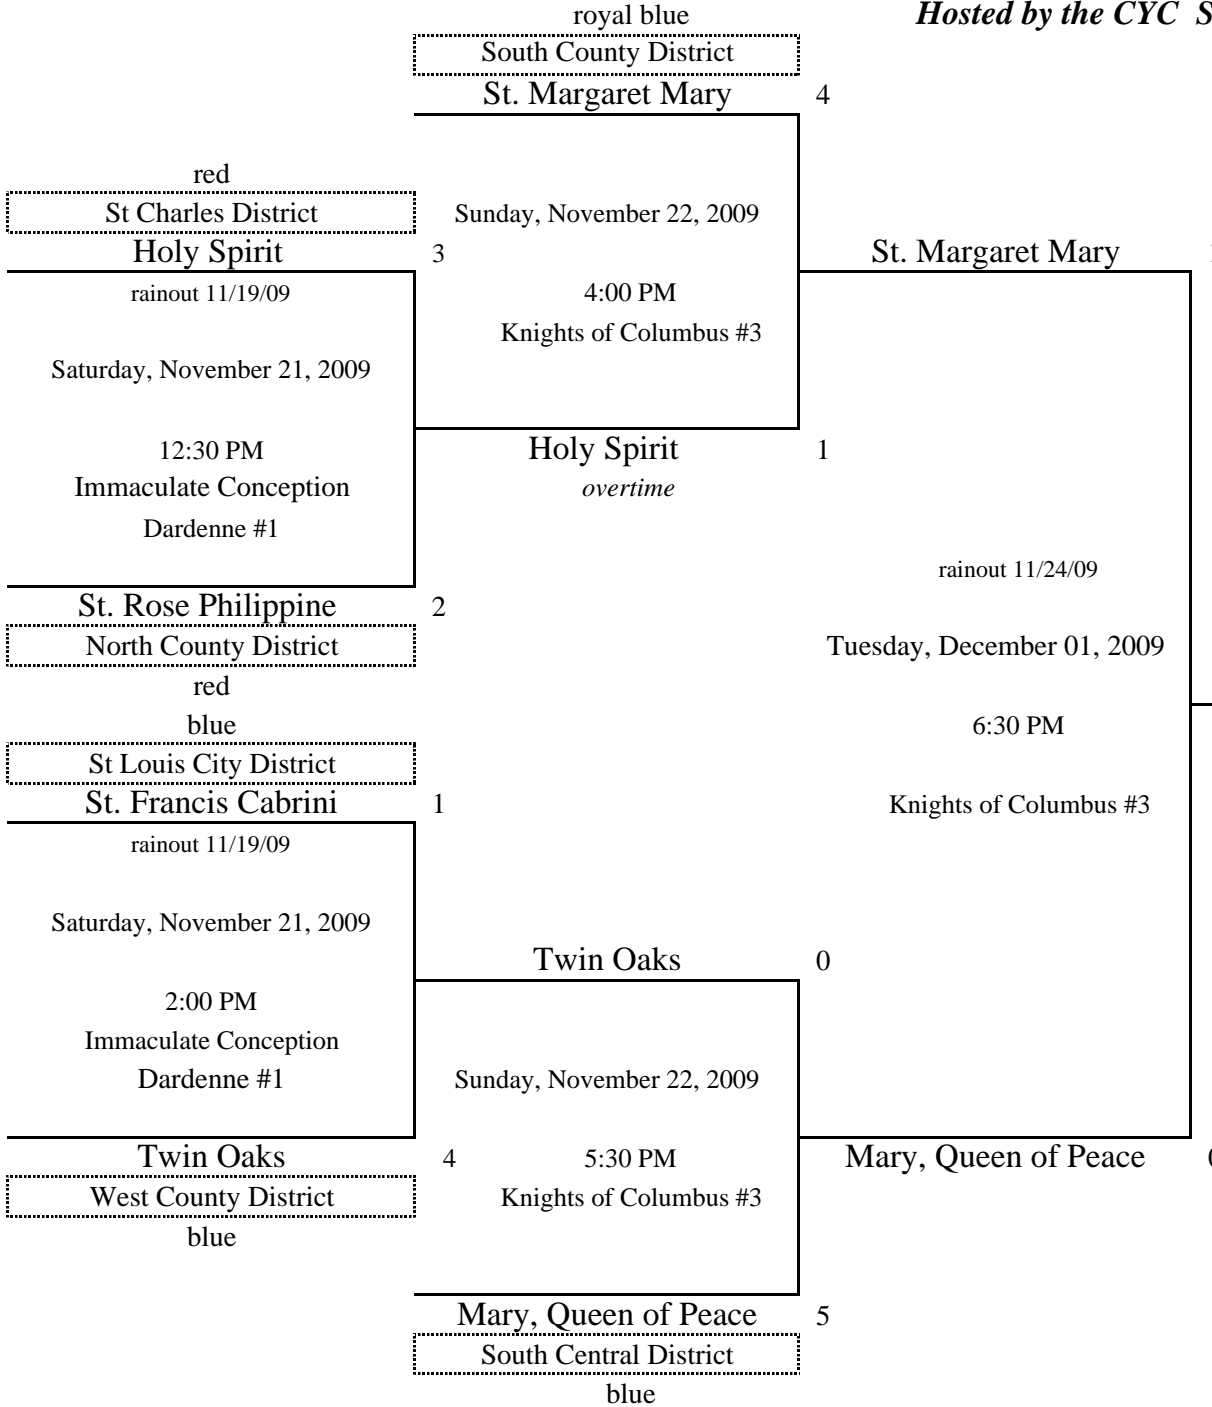 royal blue
Hosted by the CYC S
South County District
St. Margaret Mary 4
red
St Charles District
Sunday, November 22, 2009
Holy Spirit 3
St. Margaret Mary
rainout 11/19/09
4:00 PM
Knights of Columbus #3
Saturday, November 21, 2009
12:30 PM
Holy Spirit 1
Immaculate Conception
overtime
Dardenne #1
rainout 11/24/09
St. Rose Philippine 2
North County District
Tuesday, December 01, 2009
red
blue
6:30 PM
St Louis City District
St. Francis Cabrini 1
Knights of Columbus #3
rainout 11/19/09
Saturday, November 21, 2009
Twin Oaks 0
2:00 PM
Immaculate Conception
Dardenne #1
Sunday, November 22, 2009
Twin Oaks 4
5:30 PM
Mary, Queen of Peace
West County District
Knights of Columbus #3
blue
Mary, Queen of Peace 5
South Central District
blue